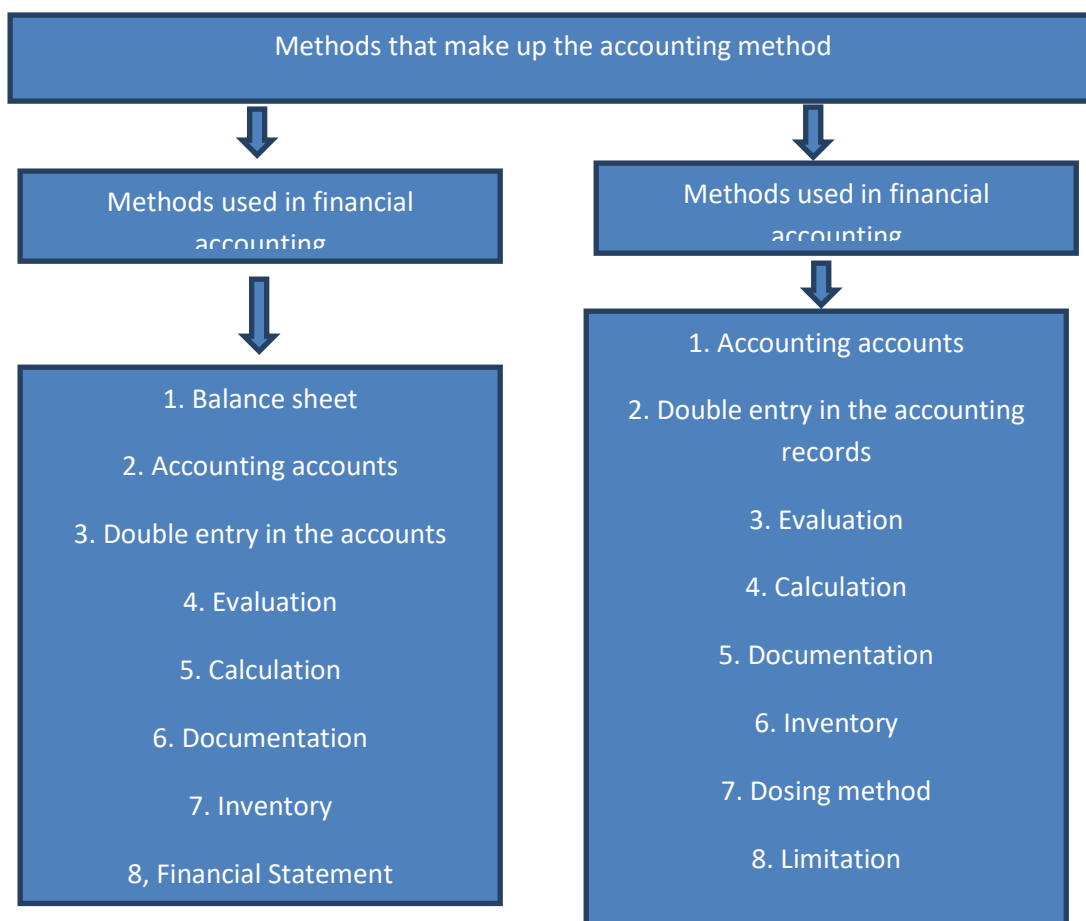 Methods that make up the accounting method
Methods used in financial
accounting
Methods used in financial
accounting
1. Balance sheet
2. Accounting accounts
3. Double entry in the accounts
4. Evaluation
5. Calculation
6. Documentation
7. Inventory
8, Financial Statement
1. Accounting accounts
2. Double entry in the accounting
records
3. Evaluation
4. Calculation
5. Documentation
6. Inventory
7. Dosing method
8. Limitation